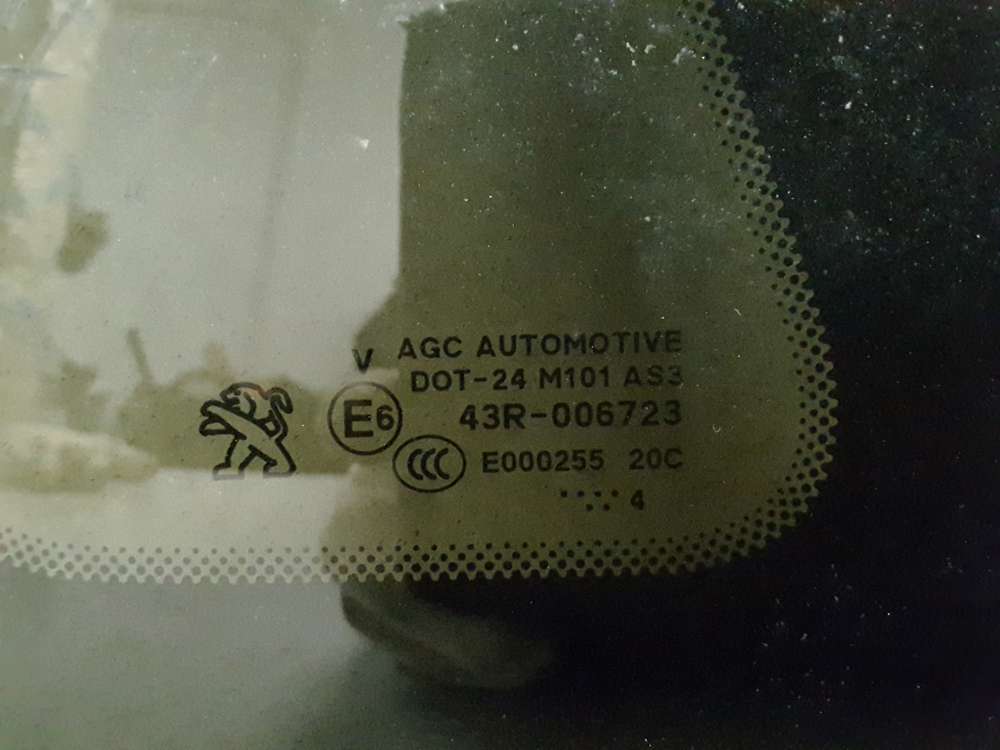 V AGC AUTOMOTIVE
DOT-24 M101 AS3
E6 43R-006723
CCC E000255 20C
4